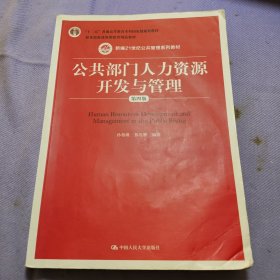 "十二五"普通高等教育本科国家级规划教材
新编21世纪公共管理系列教材
公共部门人力资源
开发与管理
第四版
Human Resources Development and
Management in the Public Sector
孙柏瑛 祁凡骅 编著
中国人民大学出版社